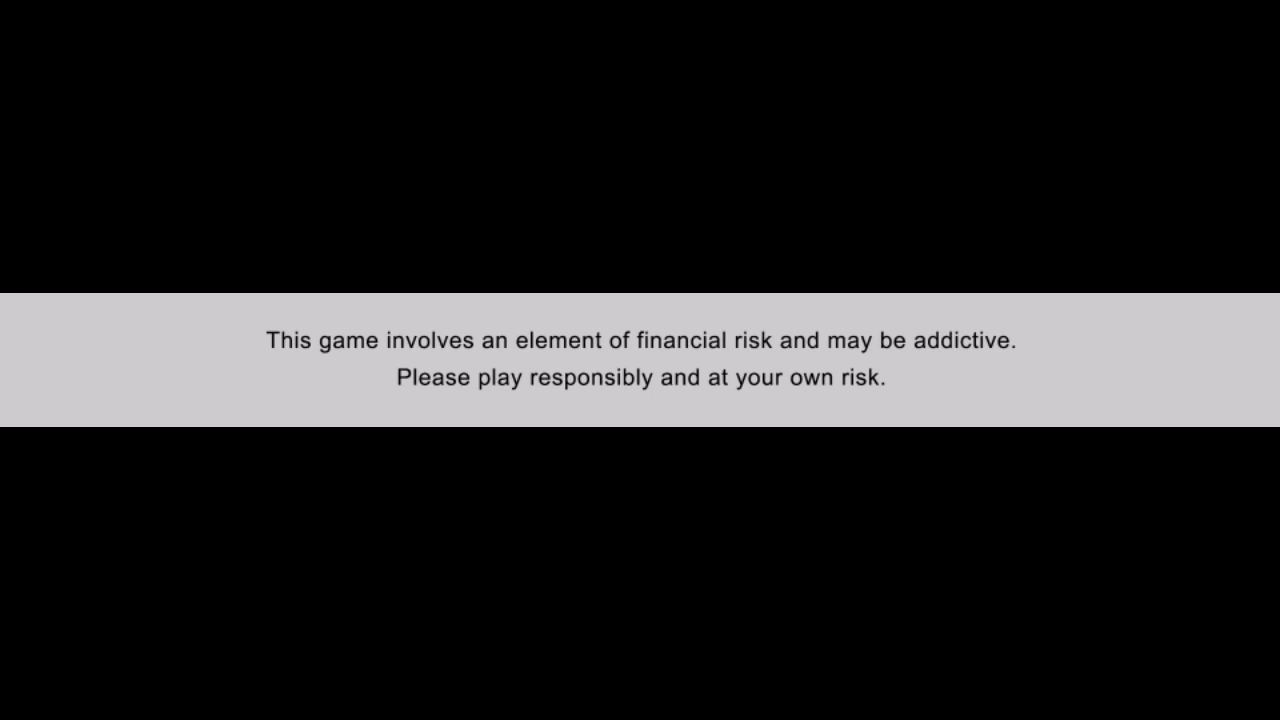 This game involves an element of financial risk and may be addictive.
Please play responsibly and at your own risk.